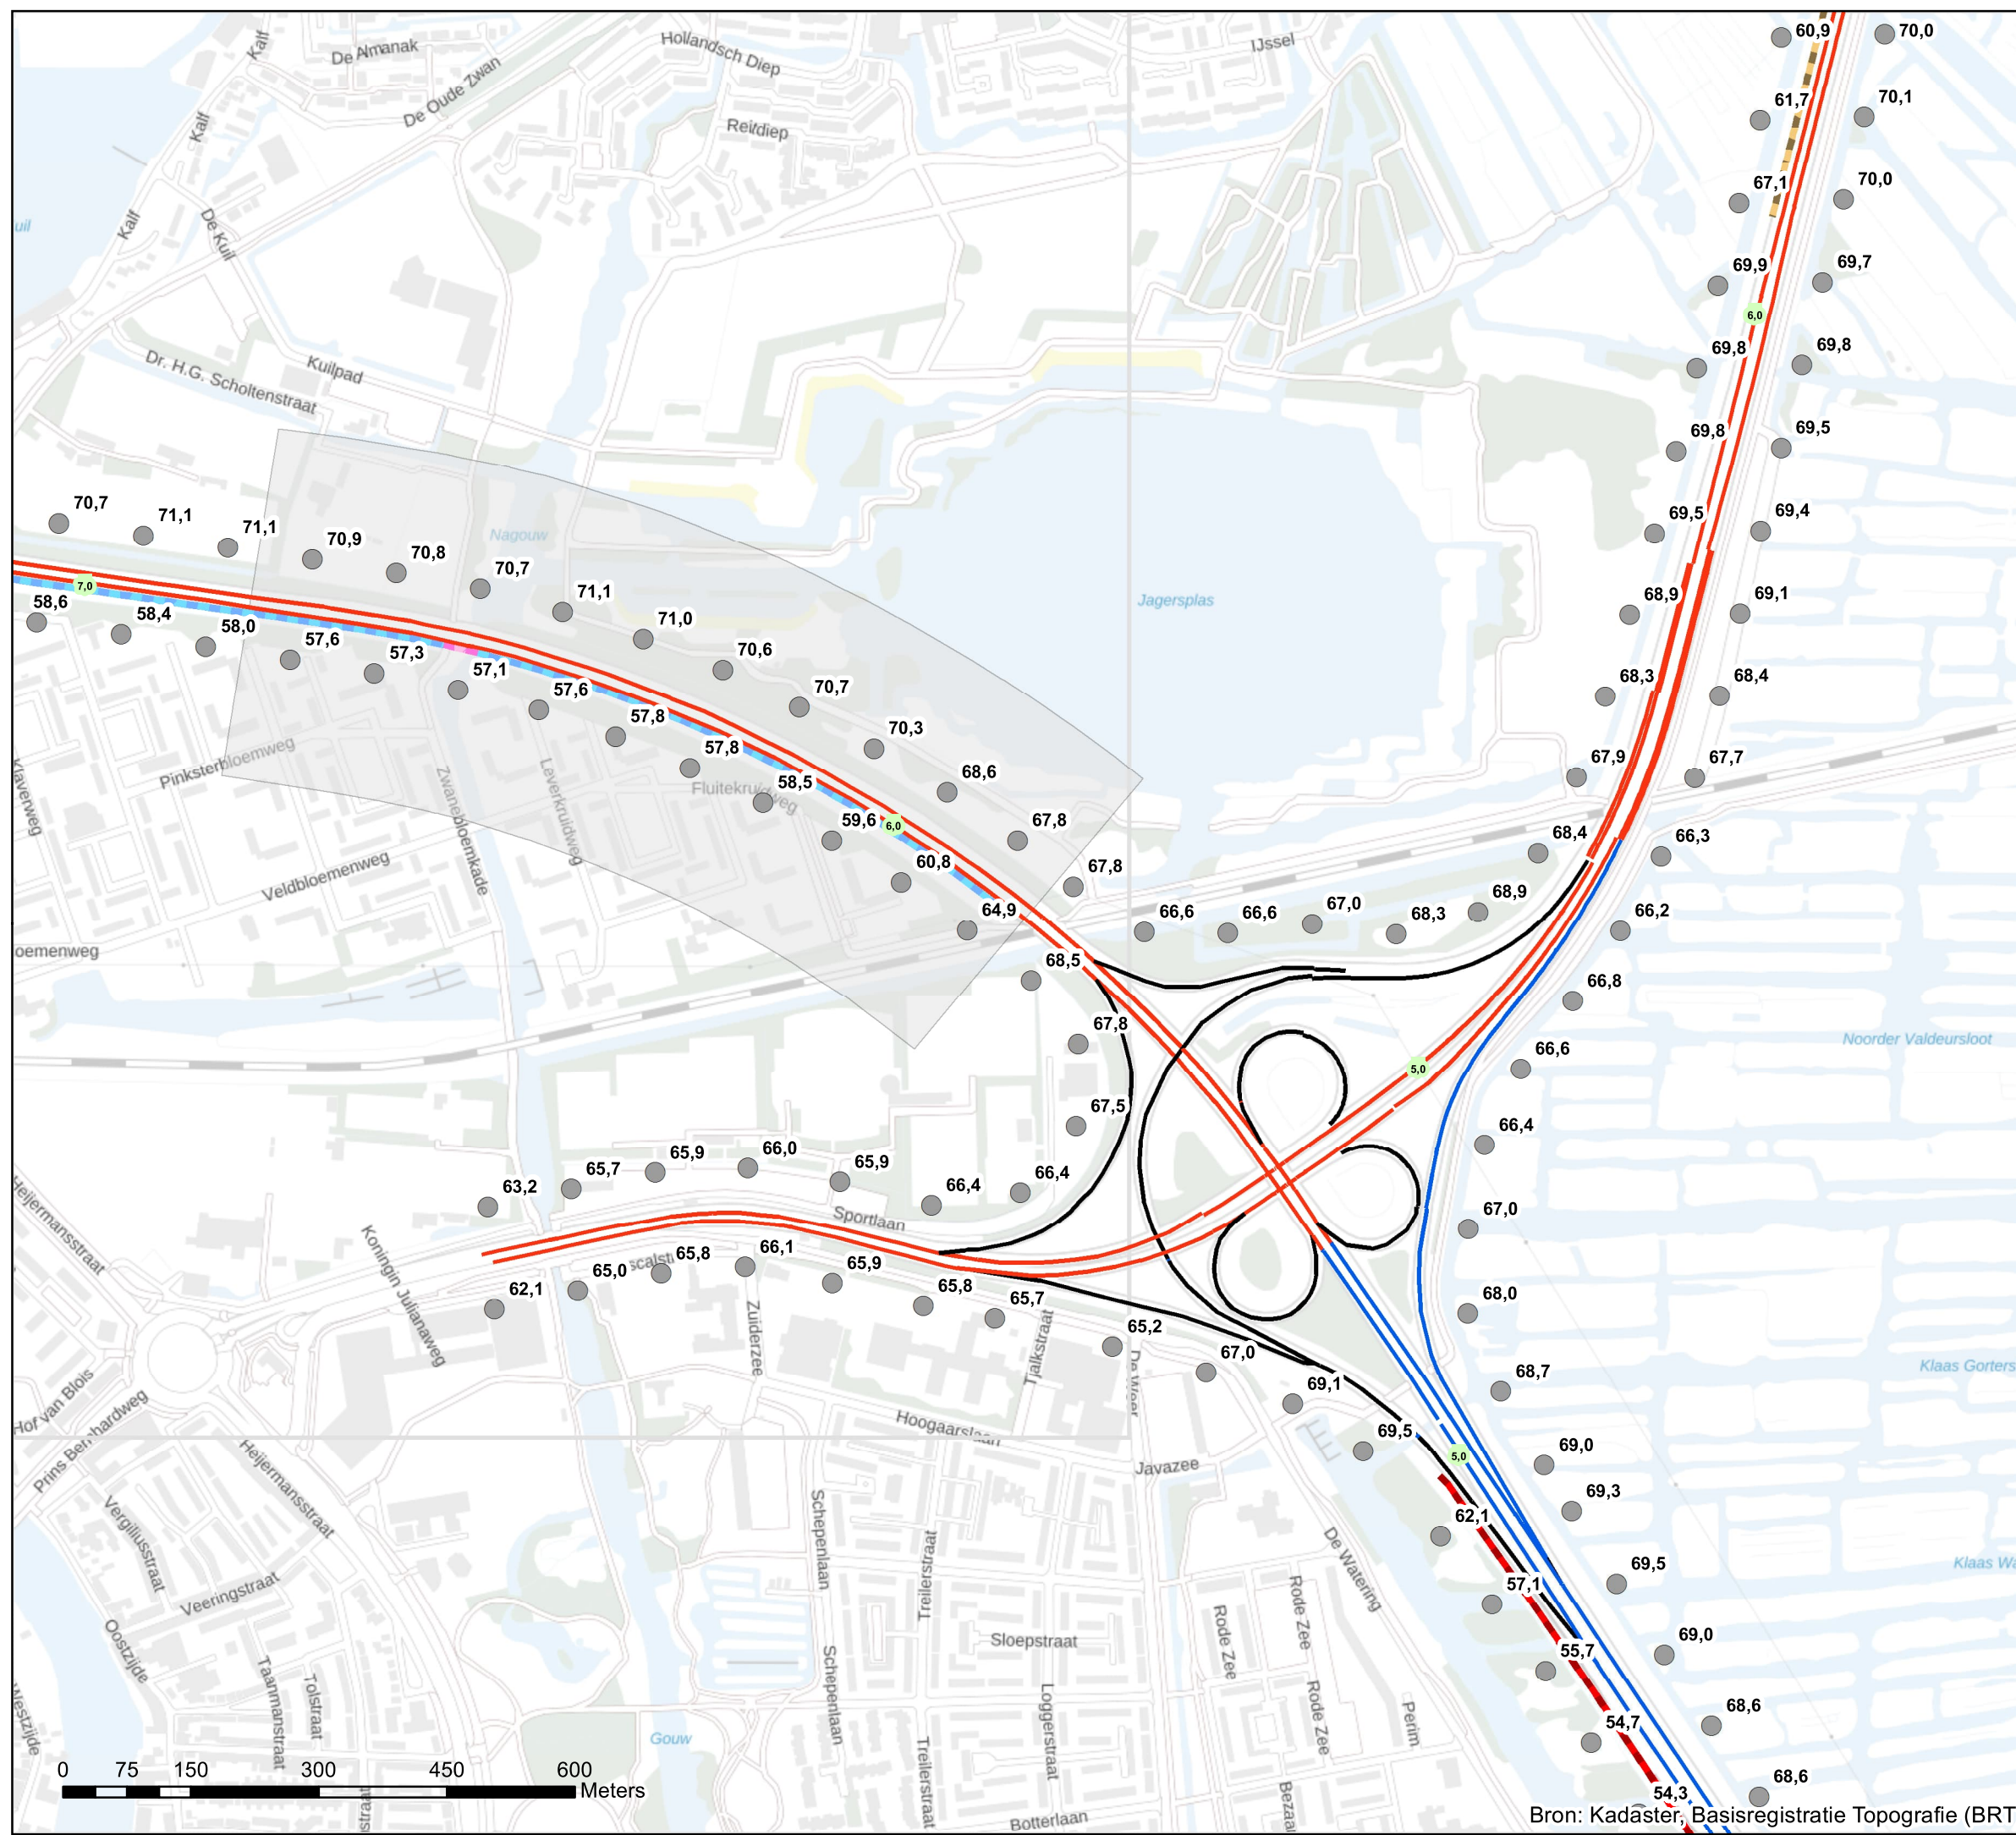 Kalf
De Almanak
De Oude Zwan
Hollandsch Diep
IJssel
60,9
70,0
Kalf
Reitdiep
61,7
70,1
67,1
70,0
uil
Kalf
De Kuil
69,9
69,7
6,0
69,8
69,8
Dr. H.G. Scholtenstraat
Kuilpad
69,8
69,5
70,7
71,1
71,1
70,9
70,8
70,7
Nagouw
69,5
69,4
7,0
58,6
58,4
58,0
57,6
57,3
57,1
57,6
57,8
57,8
58,5
59,6
6,0
60,8
64,9
68,5
71,1
71,0
70,6
70,7
70,3
68,6
67,8
67,8
Jagersplas
68,9
69,1
68,3
68,4
67,9
67,7
Klaverweg
Pinksterbloemweg
Zwanebloemkade
Leverkruidweg
Fluitekruidweg
Veldbloemenweg
oemenweg
68,4
66,3
66,6
66,6
67,0
68,3
68,9
66,2
66,8
67,8
5,0
66,6
Noorder Valdeursloot
67,5
66,4
63,2
65,7
65,9
66,0
65,9
66,4
66,4
67,0
Heijermansstraat
Koningin Julianaweg
Sportlaan
scalstr
62,1
65,0
65,8
66,1
65,9
65,8
65,7
65,2
67,0
69,1
69,5
68,0
68,7
Zuiderzee
Tjalkstraat
De Weer
Klaas Gorters
Hof van Blois
Prins Bernhardweg
Hoogaarslaan
Javazee
5,0
69,0
69,3
Heijermansstraat
Vergiliusstraat
Schepenlaan
Treilerstraat
De Watering
62,1
57,1
69,5
Klaas Wa
Veeringstraat
Oostzijde
Taanmanstraat
Tolstraat
Sloepstraat
Rode Zee
Rode Zee
55,7
69,0
Westzijde
Gouw
Schepenlaan
Treilerstraat
Loggerstraat
Rode Zee
Perim
54,7
68,6
0 75 150 300 450 600
Meters
straat
Botterlaan
Bezaa
54,3
68,6
Bron: Kadaster, Basisregistratie Topografie (BRT